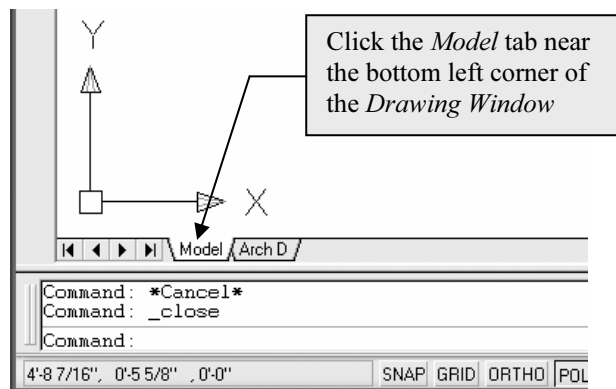 Y
Click the Model tab near
the bottom left corner of
the Drawing Window
X
Model Arch D
Command: *Cancel*
Command: _close
Command:
4'-8 7/16", 0'-5 5/8" , 0'-0" SNAP GRID ORTHO POL